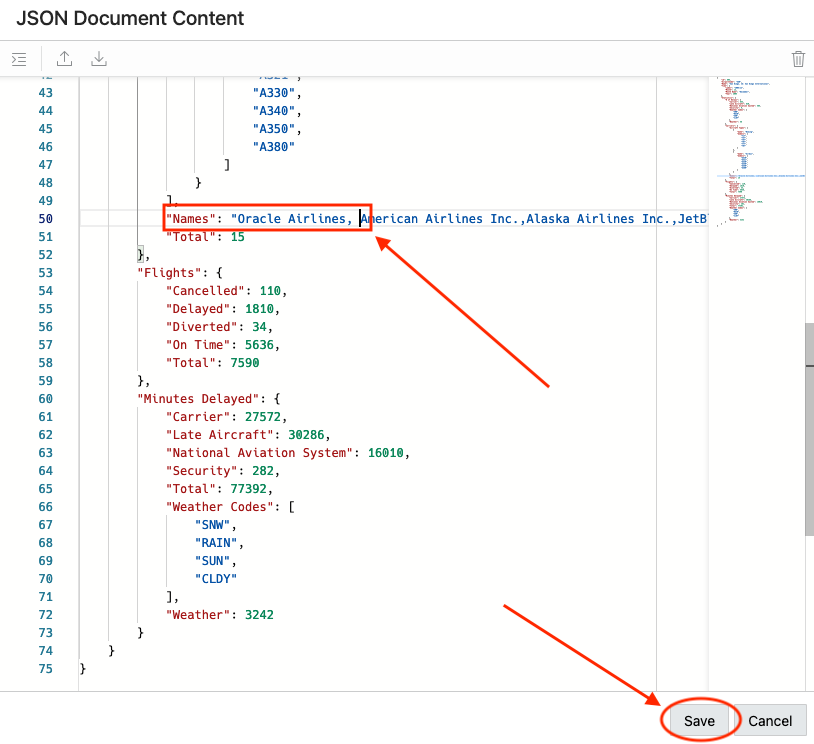 JSON Document Content
42 "A321",
43 "A330",
44 "A340",
45 "A350",
46 "A380"
47 ]
48 }
49 ],
50 "Names": "Oracle Airlines, American Airlines Inc.,Alaska Airlines Inc.,JetB
51 "Total": 15
52 },
53 "Flights": {
54 "Cancelled": 110,
55 "Delayed": 1810,
56 "Diverted": 34,
57 "On Time": 5636,
58 "Total": 7590
59 },
60 "Minutes Delayed": {
61 "Carrier": 27572,
62 "Late Aircraft": 30286,
63 "National Aviation System": 16010,
64 "Security": 282,
65 "Total": 77392,
66 "Weather Codes": [
67 "SNW",
68 "RAIN",
69 "SUN",
70 "CLDY"
71 ],
72 "Weather": 3242
73 }
74 }
75 }
Save Cancel